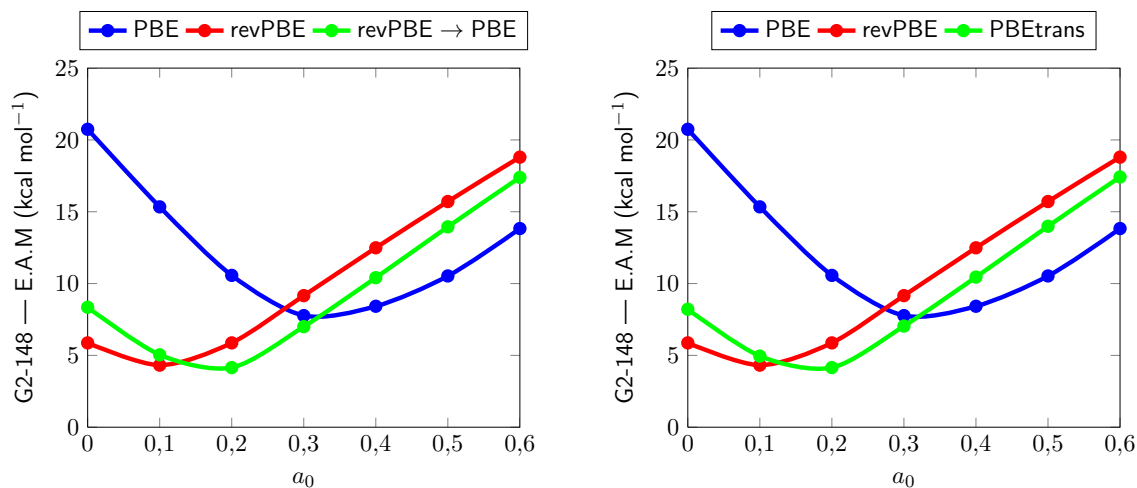 PBE revPBE revPBE → PBE
25
20
15
10
5
0
0 0,1 0,2 0,3 0,4 0,5 0,6
a₀
G2-148 — E.A.M (kcal mol⁻¹)
PBE revPBE PBEtrans
25
20
15
10
5
0
0 0,1 0,2 0,3 0,4 0,5 0,6
a₀
G2-148 — E.A.M (kcal mol⁻¹)